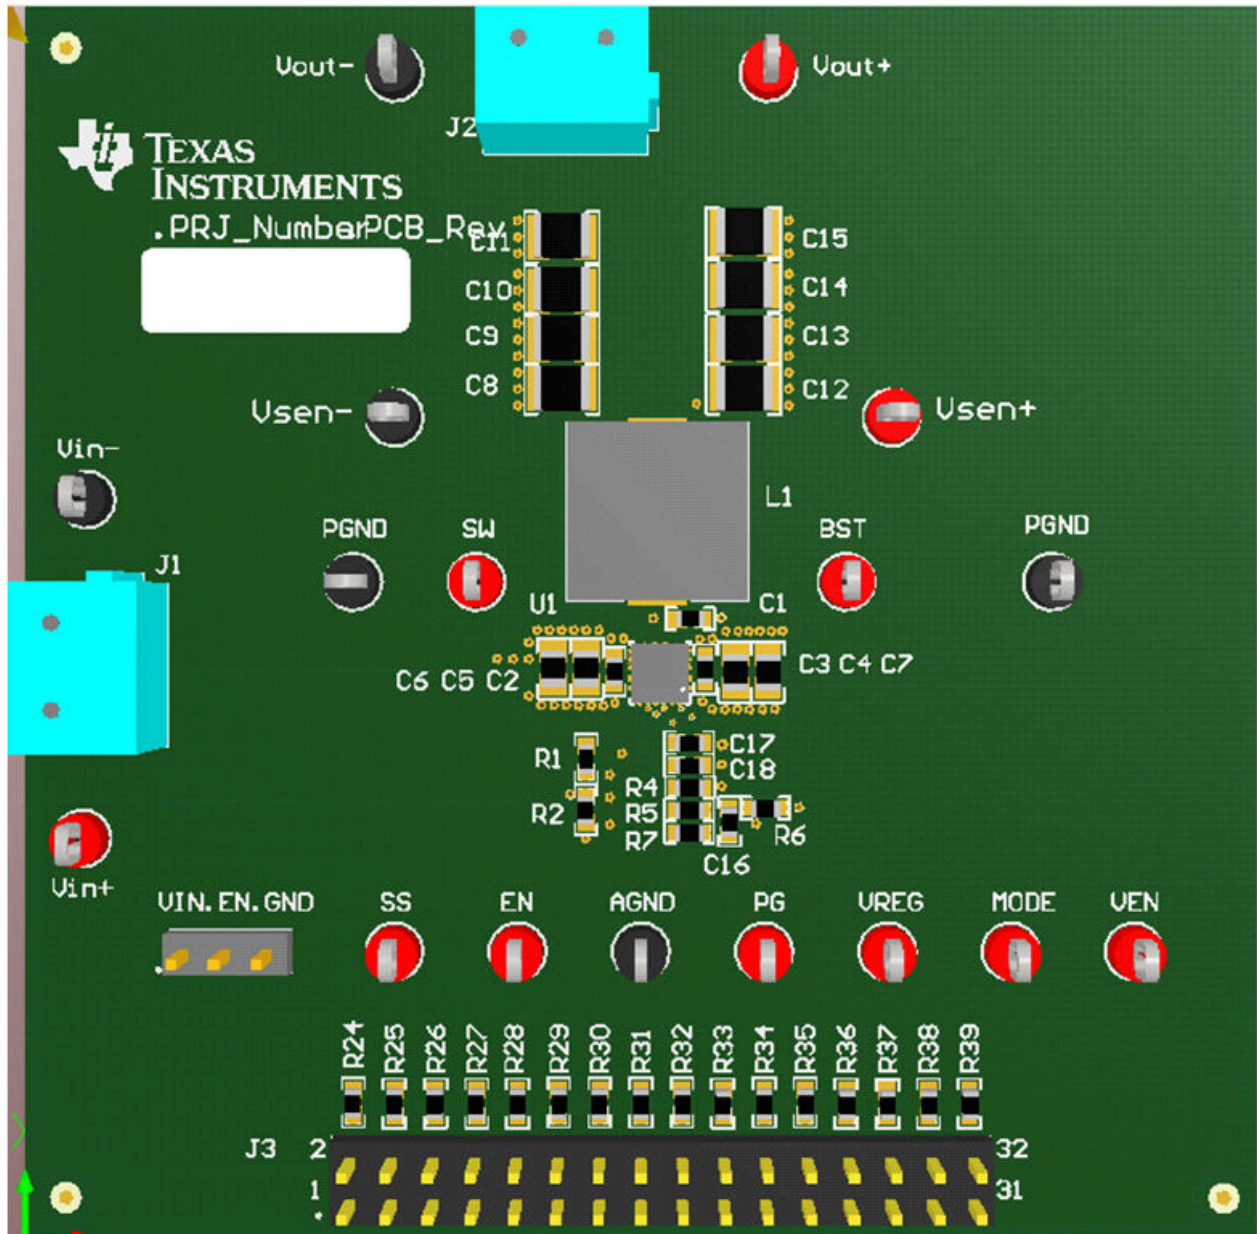 Vout- Vout+
J2
TEXAS
INSTRUMENTS
.PRJ_NumberPCB_Rev
C11 C15
C10 C14
C9 C13
C8 C12
Vsen- Vsen+
Vin-
L1
PGND SW BST PGND
J1
U1 C1
C6 C5 C2 C3 C4 C7
C17
R1 C18
R4
R2 R5
R7 R6
C16
Vin+
VIN.EN.GND SS EN AGND PG VREG MODE VEN
R24 R25 R26 R27 R28 R29 R30 R31 R32 R33 R34 R35 R36 R37 R38 R39
J3 2 32
1 31